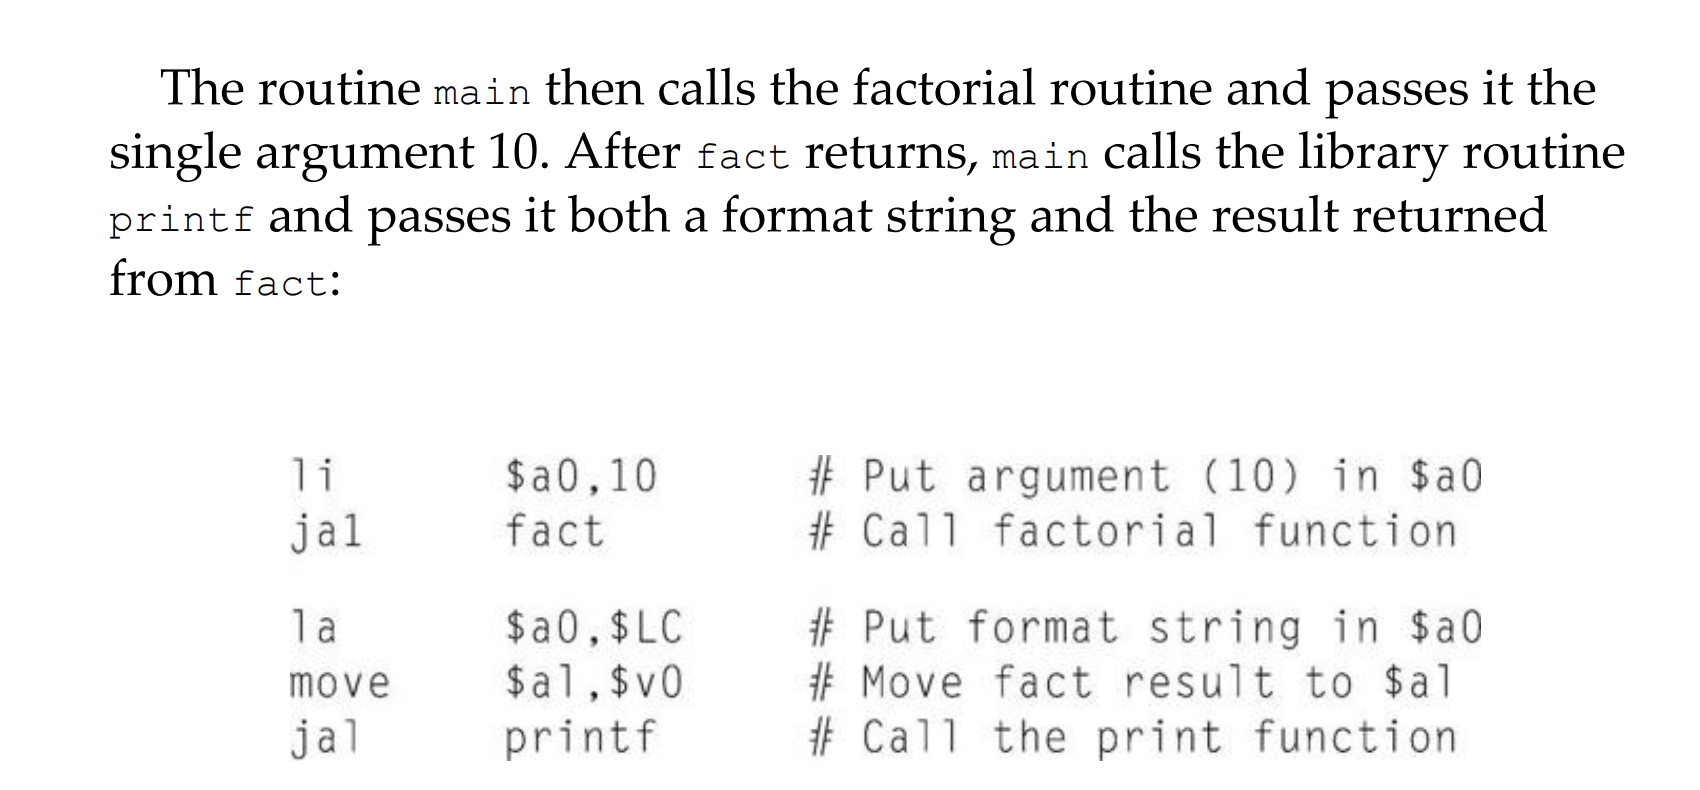 The routine main then calls the factorial routine and passes it the
single argument 10. After fact returns, main calls the library routine
printf and passes it both a format string and the result returned
from fact:
li $a0,10 # Put argument (10) in $a0
jal fact # Call factorial function
la $a0,$LC # Put format string in $a0
move $a1,$v0 # Move fact result to $a1
jal printf # Call the print function